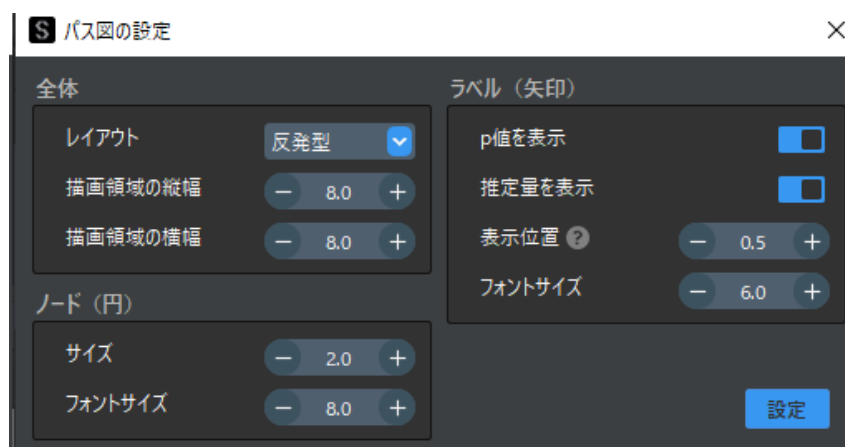 S パス図の設定
全体
レイアウト 反発型
描画領域の縦幅 − 8.0 +
描画領域の横幅 − 8.0 +
ノード（円）
サイズ − 2.0 +
フォントサイズ − 8.0 +
ラベル（矢印）
p値を表示
推定量を表示
表示位置 ? − 0.5 +
フォントサイズ − 6.0 +
設定